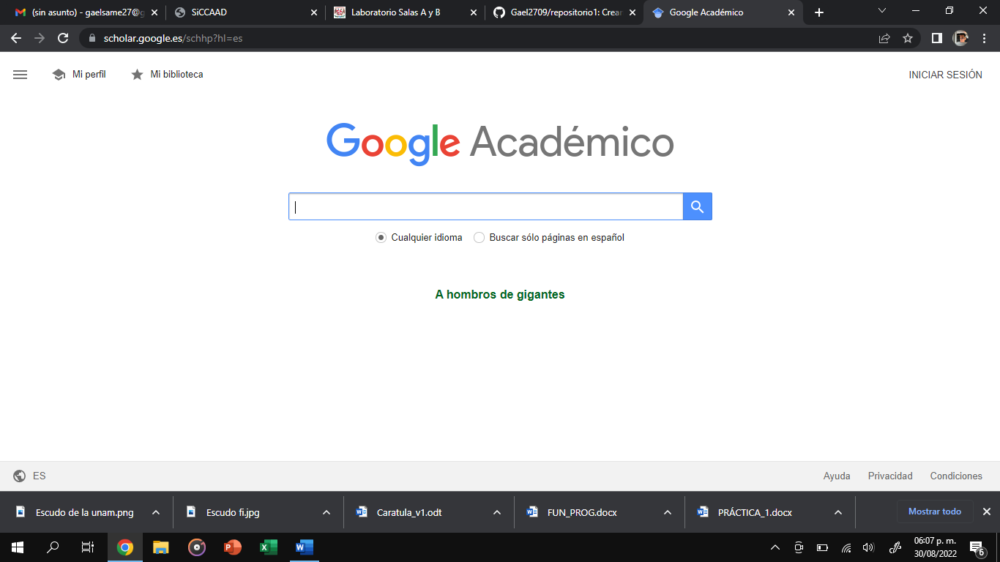 (sin asunto) - gaelsame27@g
SiCCAAD
Laboratorio Salas A y B
Gael2709/repositorio1: Crear
Google Académico
scholar.google.es/schhp?hl=es
Mi perfil
Mi biblioteca
INICIAR SESIÓN
Google Académico
Cualquier idioma
Buscar sólo páginas en español
A hombros de gigantes
ES
Ayuda
Privacidad
Condiciones
Escudo de la unam.png
Escudo fi.jpg
Caratula_v1.odt
FUN_PROG.docx
PRÁCTICA_1.docx
Mostrar todo
06:07 p. m.
30/08/2022
6